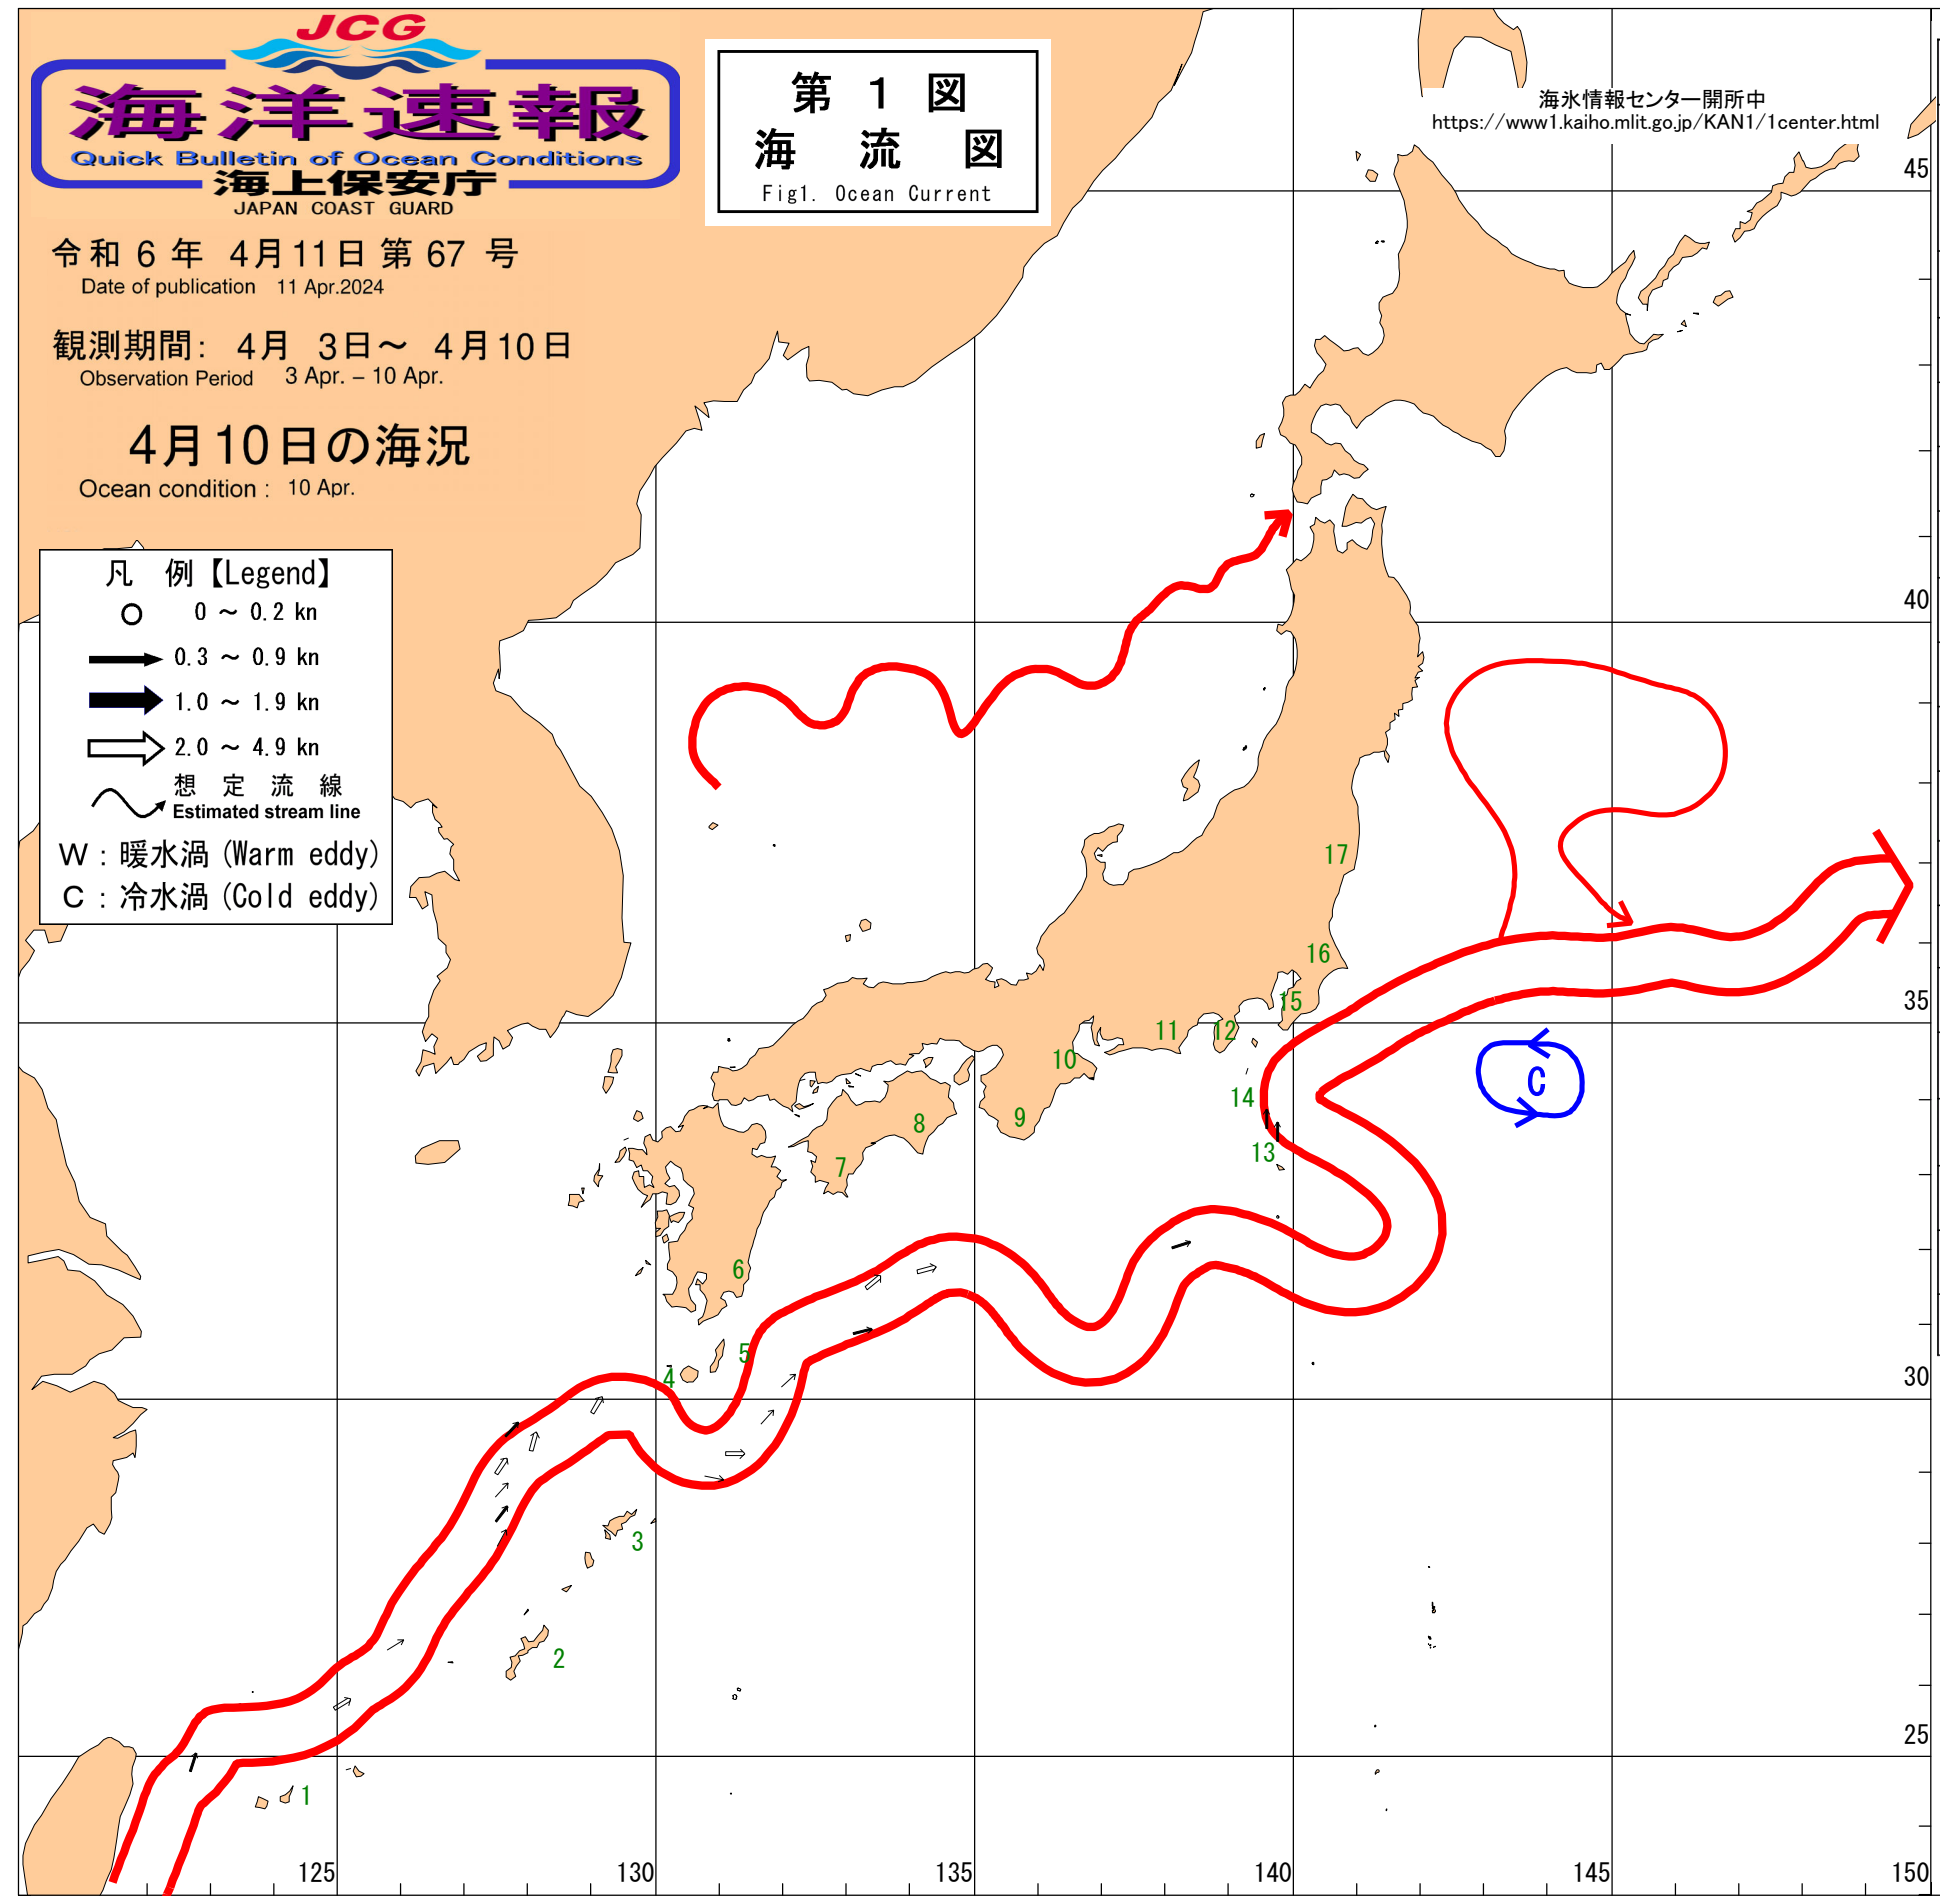 JCG
海洋速報
Quick Bulletin of Ocean Conditions
海上保安庁
JAPAN COAST GUARD
令和 6 年 4月11日 第 67 号
Date of publication 11 Apr.2024
観測期間: 4月 3日～ 4月10日
Observation Period 3 Apr. – 10 Apr.
4月10日の海況
Ocean condition : 10 Apr.
第 1 図
海 流 図
Fig1. Ocean Current
海氷情報センター開所中
https://www1.kaiho.mlit.go.jp/KAN1/1center.html
凡 例【Legend】
0 ～ 0.2 kn
0.3 ～ 0.9 kn
1.0 ～ 1.9 kn
2.0 ～ 4.9 kn
想 定 流 線
Estimated stream line
W : 暖水渦 (Warm eddy)
C : 冷水渦 (Cold eddy)
45
40
35
30
25
17
16
15
14
13
12
11
10
9
8
7
6
5
4
3
2
1
C
125
130
135
140
145
150